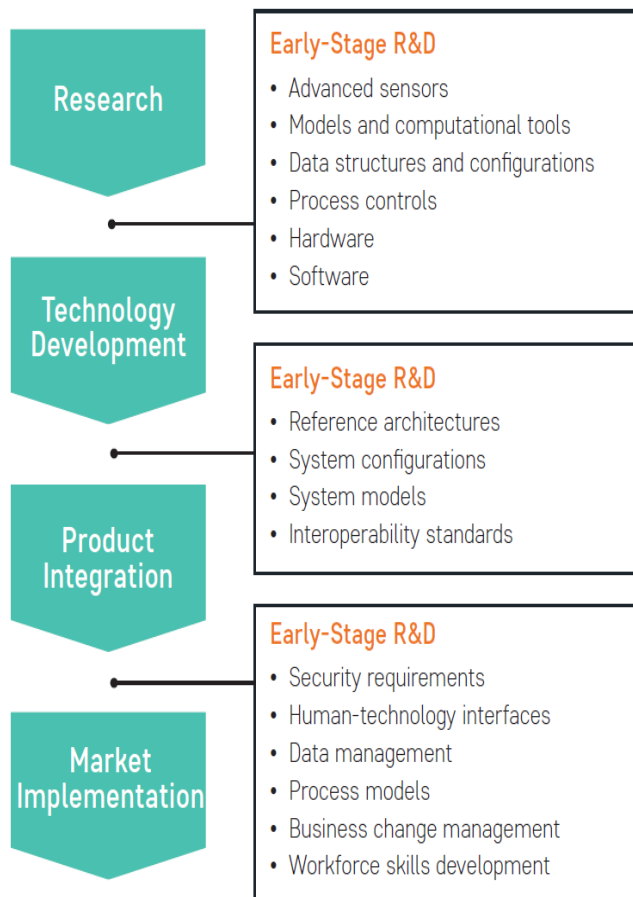 Research
Early-Stage R&D
• Advanced sensors
• Models and computational tools
• Data structures and configurations
• Process controls
• Hardware
• Software
Technology
Development
Early-Stage R&D
• Reference architectures
• System configurations
• System models
• Interoperability standards
Product
Integration
Early-Stage R&D
• Security requirements
• Human-technology interfaces
• Data management
• Process models
• Business change management
• Workforce skills development
Market
Implementation